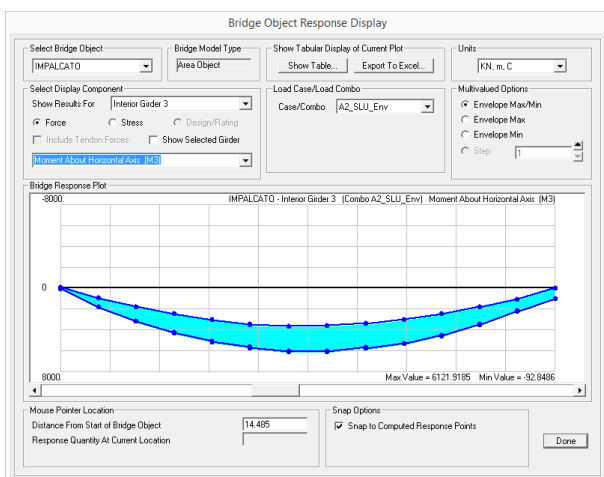 Bridge Object Response Display
Select Bridge Object
IMPALCATO
Bridge Model Type
Area Object
Show Tabular Display of Current Plot
Show Table...
Export To Excel...
Units
KN, m, C
Select Display Component
Show Results For
Interior Girder 3
Force
Stress
Design/Rating
Include Tendon Forces
Show Selected Girder
Moment About Horizontal Axis (M3)
Load Case/Load Combo
Case/Combo
A2_SLU_Env
Multivalued Options
Envelope Max/Min
Envelope Max
Envelope Min
Step
1
Bridge Response Plot
-8000.
IMPALCATO - Interior Girder 3 (Combo A2_SLU_Env) Moment About Horizontal Axis (M3)
0
8000.
Max Value = 6121.9185 Min Value = -92.8486
Mouse Pointer Location
Distance From Start of Bridge Object
14.485
Response Quantity At Current Location
Snap Options
Snap to Computed Response Points
Done